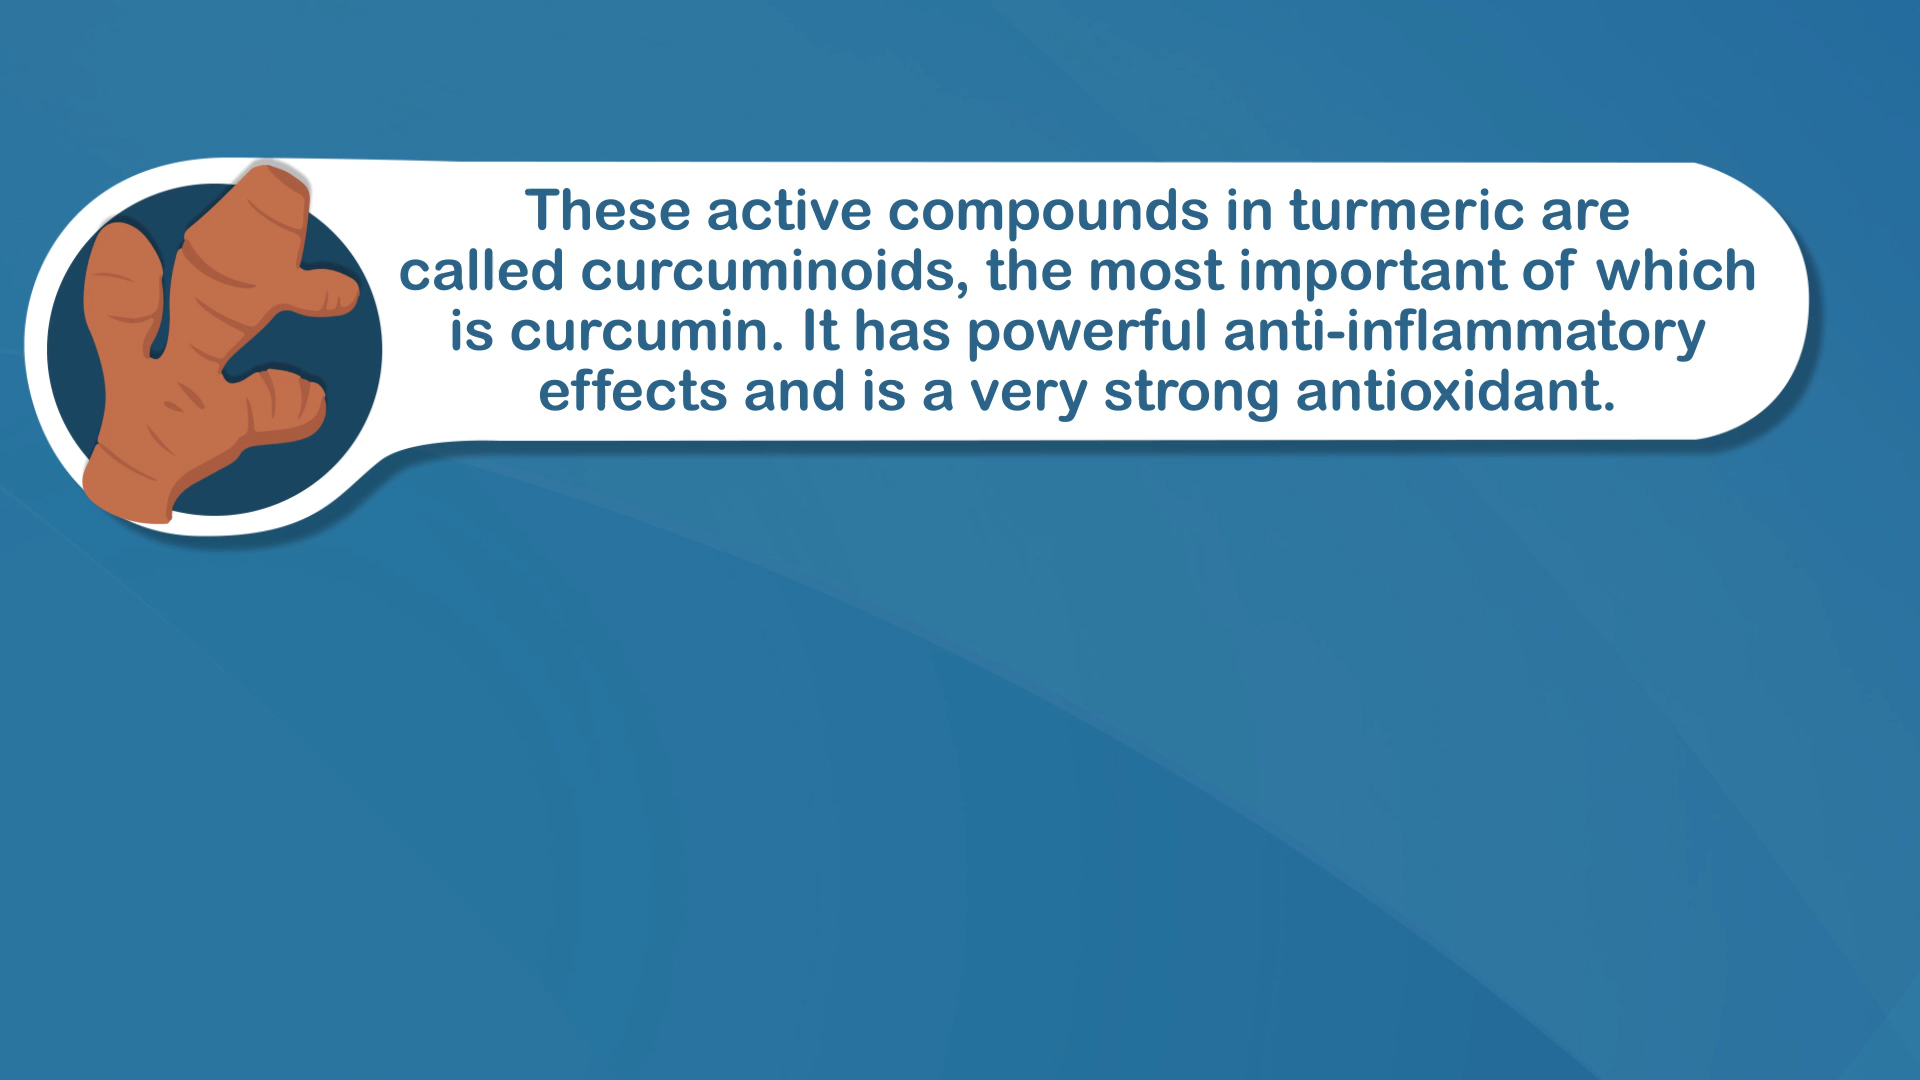 These active compounds in turmeric are
called curcuminoids, the most important of which
is curcumin. It has powerful anti-inflammatory
effects and is a very strong antioxidant.